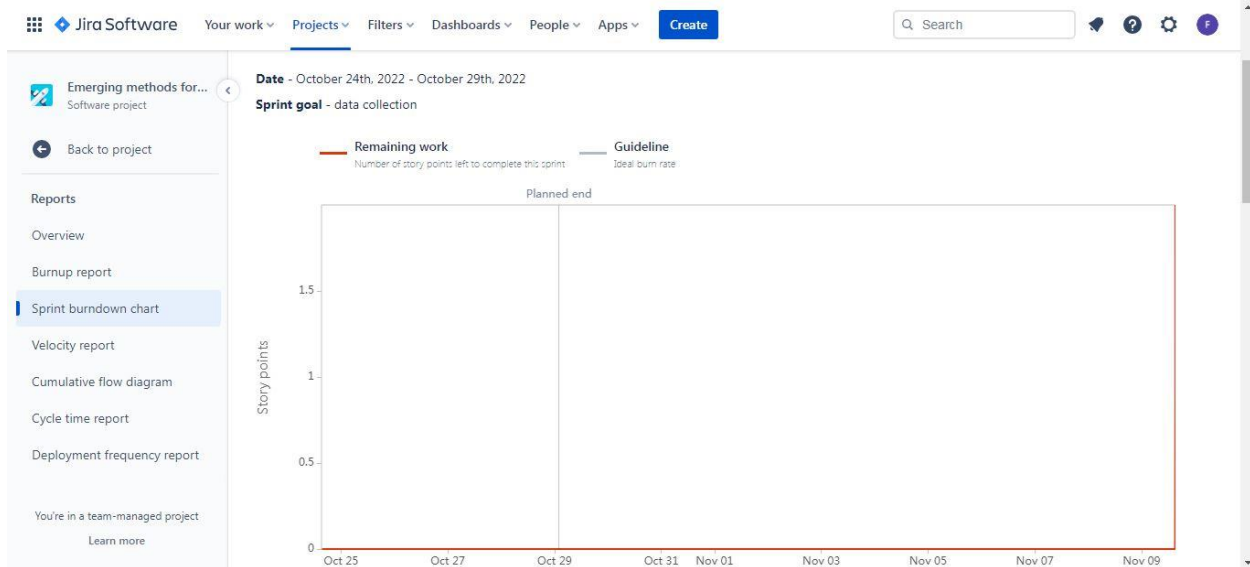 Jira Software Your work Projects Filters Dashboards People Apps Create Search F
Emerging methods for...
Software project
Back to project
Reports
Overview
Burnup report
Sprint burndown chart
Velocity report
Cumulative flow diagram
Cycle time report
Deployment frequency report
You're in a team-managed project
Learn more
Date - October 24th, 2022 - October 29th, 2022
Sprint goal - data collection
Remaining work
Number of story points left to complete this sprint
Guideline
Ideal burn rate
Planned end
Story points
1.5
1
0.5
0
Oct 25 Oct 27 Oct 29 Oct 31 Nov 01 Nov 03 Nov 05 Nov 07 Nov 09